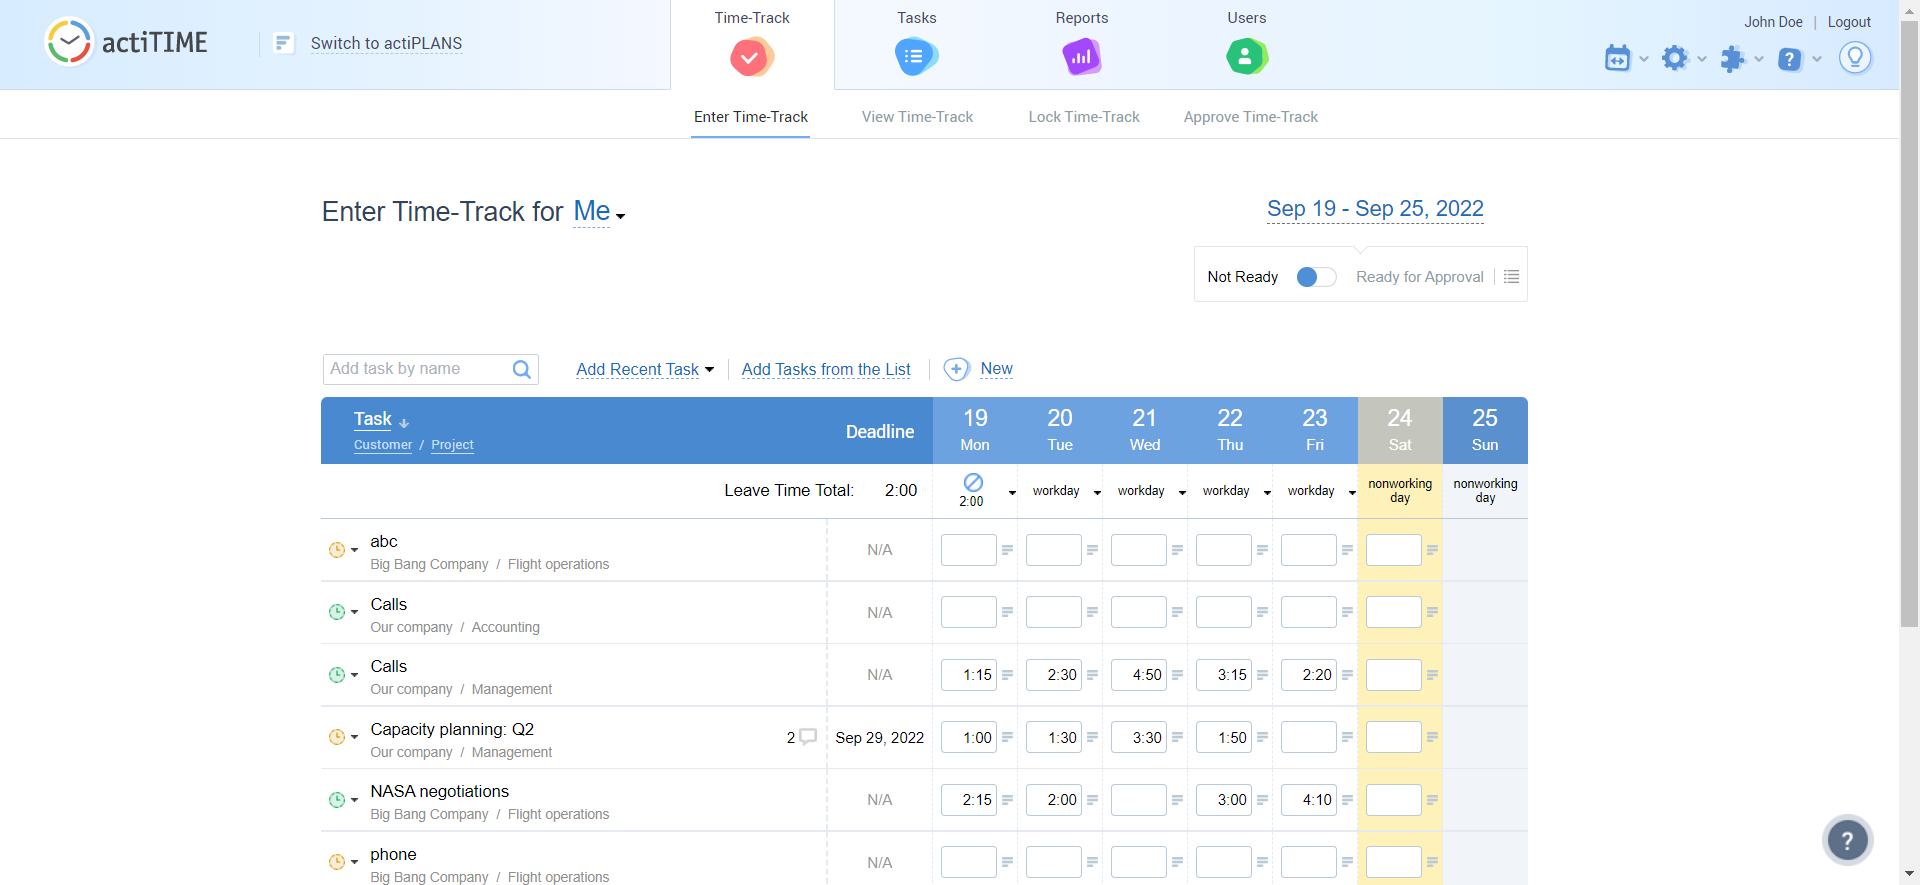 actiTIME
Switch to actiPLANS
Time-Track
Tasks
Reports
Users
John Doe | Logout
Enter Time-Track
View Time-Track
Lock Time-Track
Approve Time-Track
Enter Time-Track for Me
Sep 19 - Sep 25, 2022
Not Ready
Ready for Approval
Add task by name
Add Recent Task
Add Tasks from the List
New
Task
Customer / Project
Deadline
19 Mon
20 Tue
21 Wed
22 Thu
23 Fri
24 Sat
25 Sun
Leave Time Total: 2:00
2:00
workday
workday
workday
workday
nonworking day
nonworking day
abc
Big Bang Company / Flight operations
N/A
Calls
Our company / Accounting
N/A
Calls
Our company / Management
N/A 1:15 2:30 4:50 3:15 2:20
Capacity planning: Q2
Our company / Management
2 Sep 29, 2022 1:00 1:30 3:30 1:50
NASA negotiations
Big Bang Company / Flight operations
N/A 2:15 2:00 3:00 4:10
phone
Big Bang Company / Flight operations
N/A
?